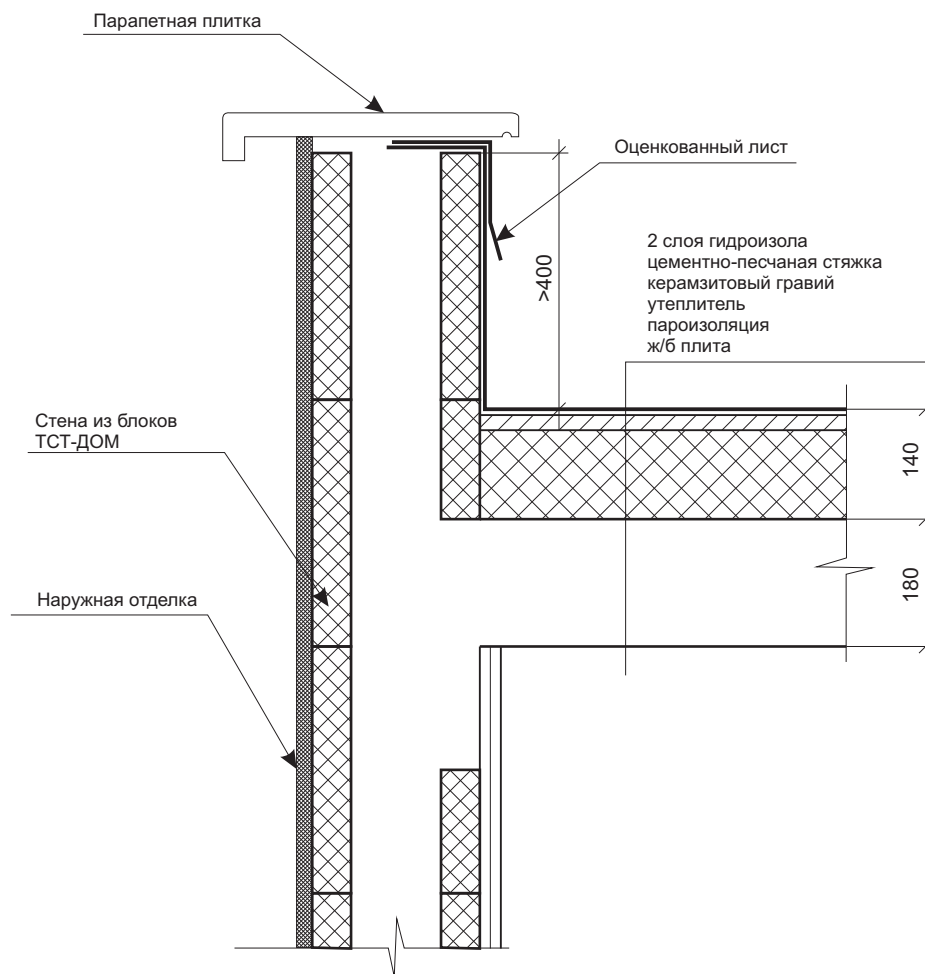 Парапетная плитка
Оценкованный лист
2 слоя гидроизола
цементно-песчаная стяжка
керамзитовый гравий
утеплитель
пароизоляция
ж/б плита
>400
Стена из блоков
ТСТ-ДОМ
140
180
Наружная отделка